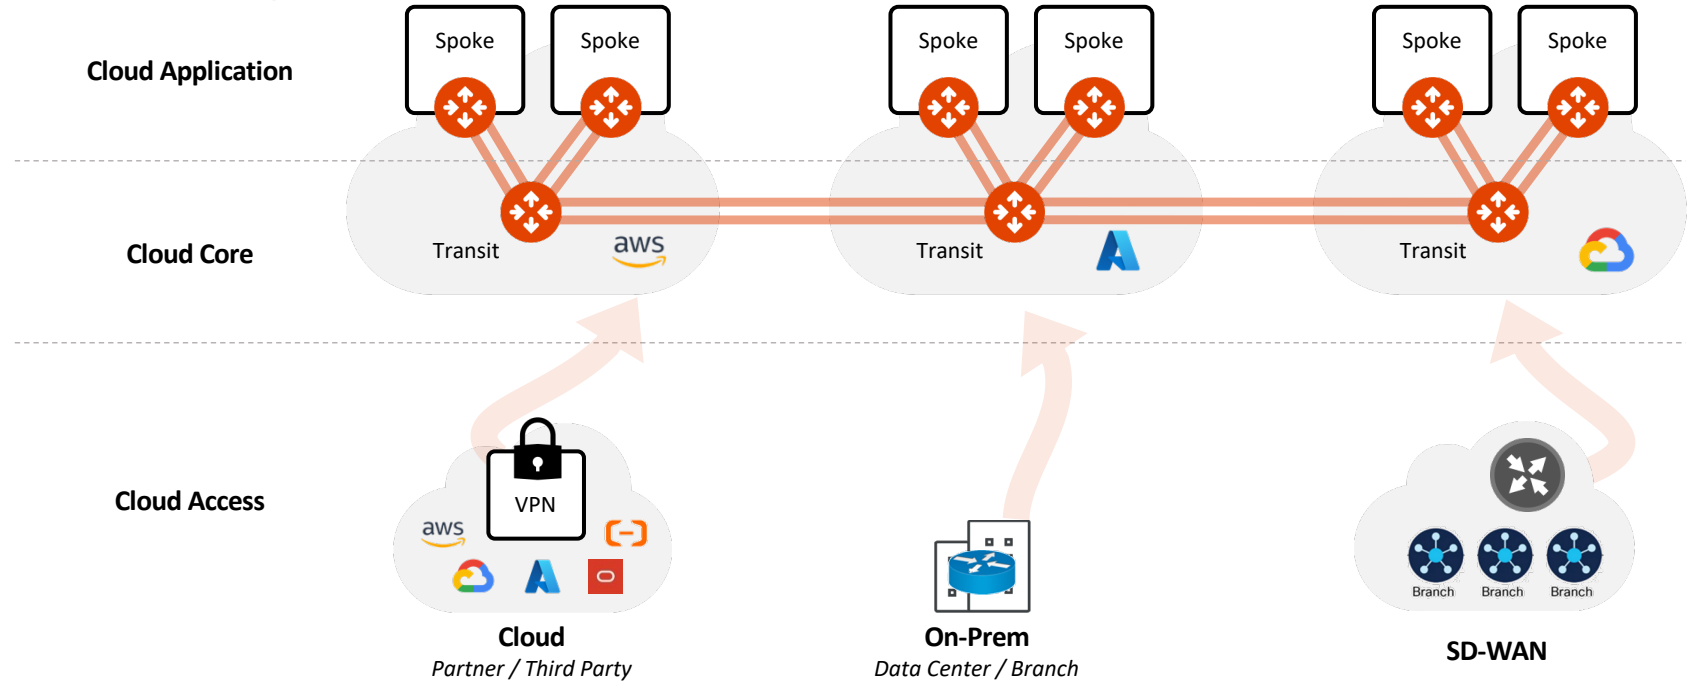 Spoke
Spoke
Spoke
Spoke
Spoke
Spoke
Cloud Application
Cloud Core
Transit
aws
Transit
Transit
Cloud Access
VPN
aws
Branch
Branch
Branch
Cloud
Partner / Third Party
On-Prem
Data Center / Branch
SD-WAN